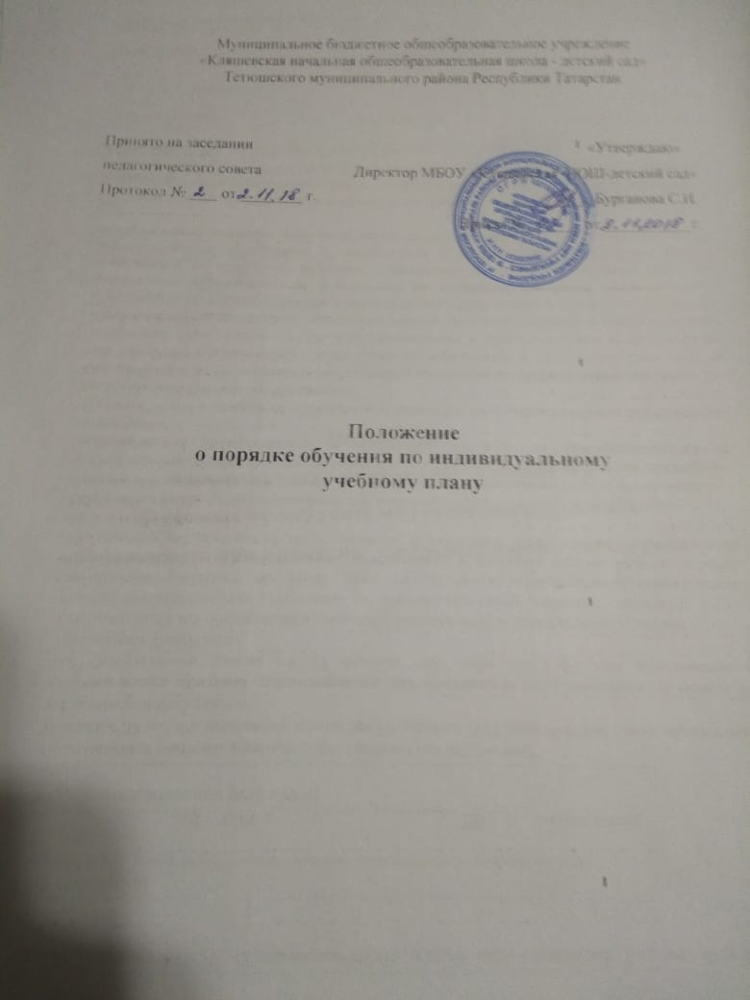 Муниципальное бюджетное общеобразовательное учреждение
«Кляшевская начальная общеобразовательная школа - детский сад»
Тетюшского муниципального района Республики Татарстан
Принято на заседании
педагогического совета
Протокол № 2 от 2.11.18 г.
«Утверждаю»
Директор МБОУ НОШ-детский сад»
Бурганова С.И.
от 2.11.2018 г.
Положение
о порядке обучения по индивидуальному
учебному плану